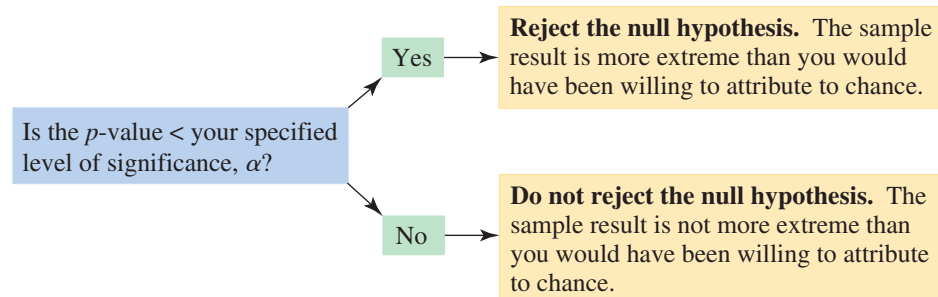 Is the p-value < your specified
level of significance, α?
Yes
Reject the null hypothesis. The sample
result is more extreme than you would
have been willing to attribute to chance.
No
Do not reject the null hypothesis. The
sample result is not more extreme than
you would have been willing to attribute
to chance.